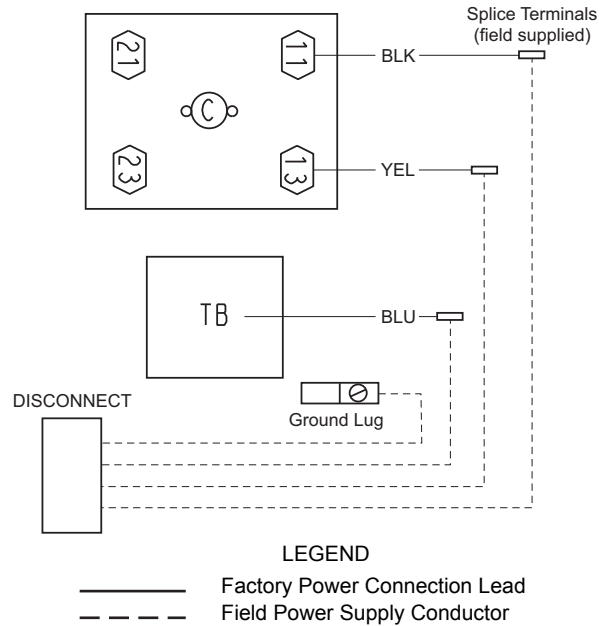 Splice Terminals
(field supplied)
21
11
BLK
C
23
13
YEL
TB
BLU
DISCONNECT
Ground Lug
LEGEND
Factory Power Connection Lead
Field Power Supply Conductor